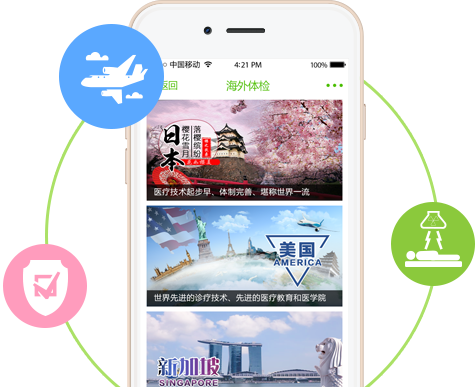 中国移动 4:21 PM 100%
返回 海外体检
日本
落樱缤纷
樱花雪月
医疗技术起步早、体制完善、堪称世界一流
美国
AMERICA
世界先进的诊疗技术、先进的医疗教育和医学院
新加坡
SINGAPORE